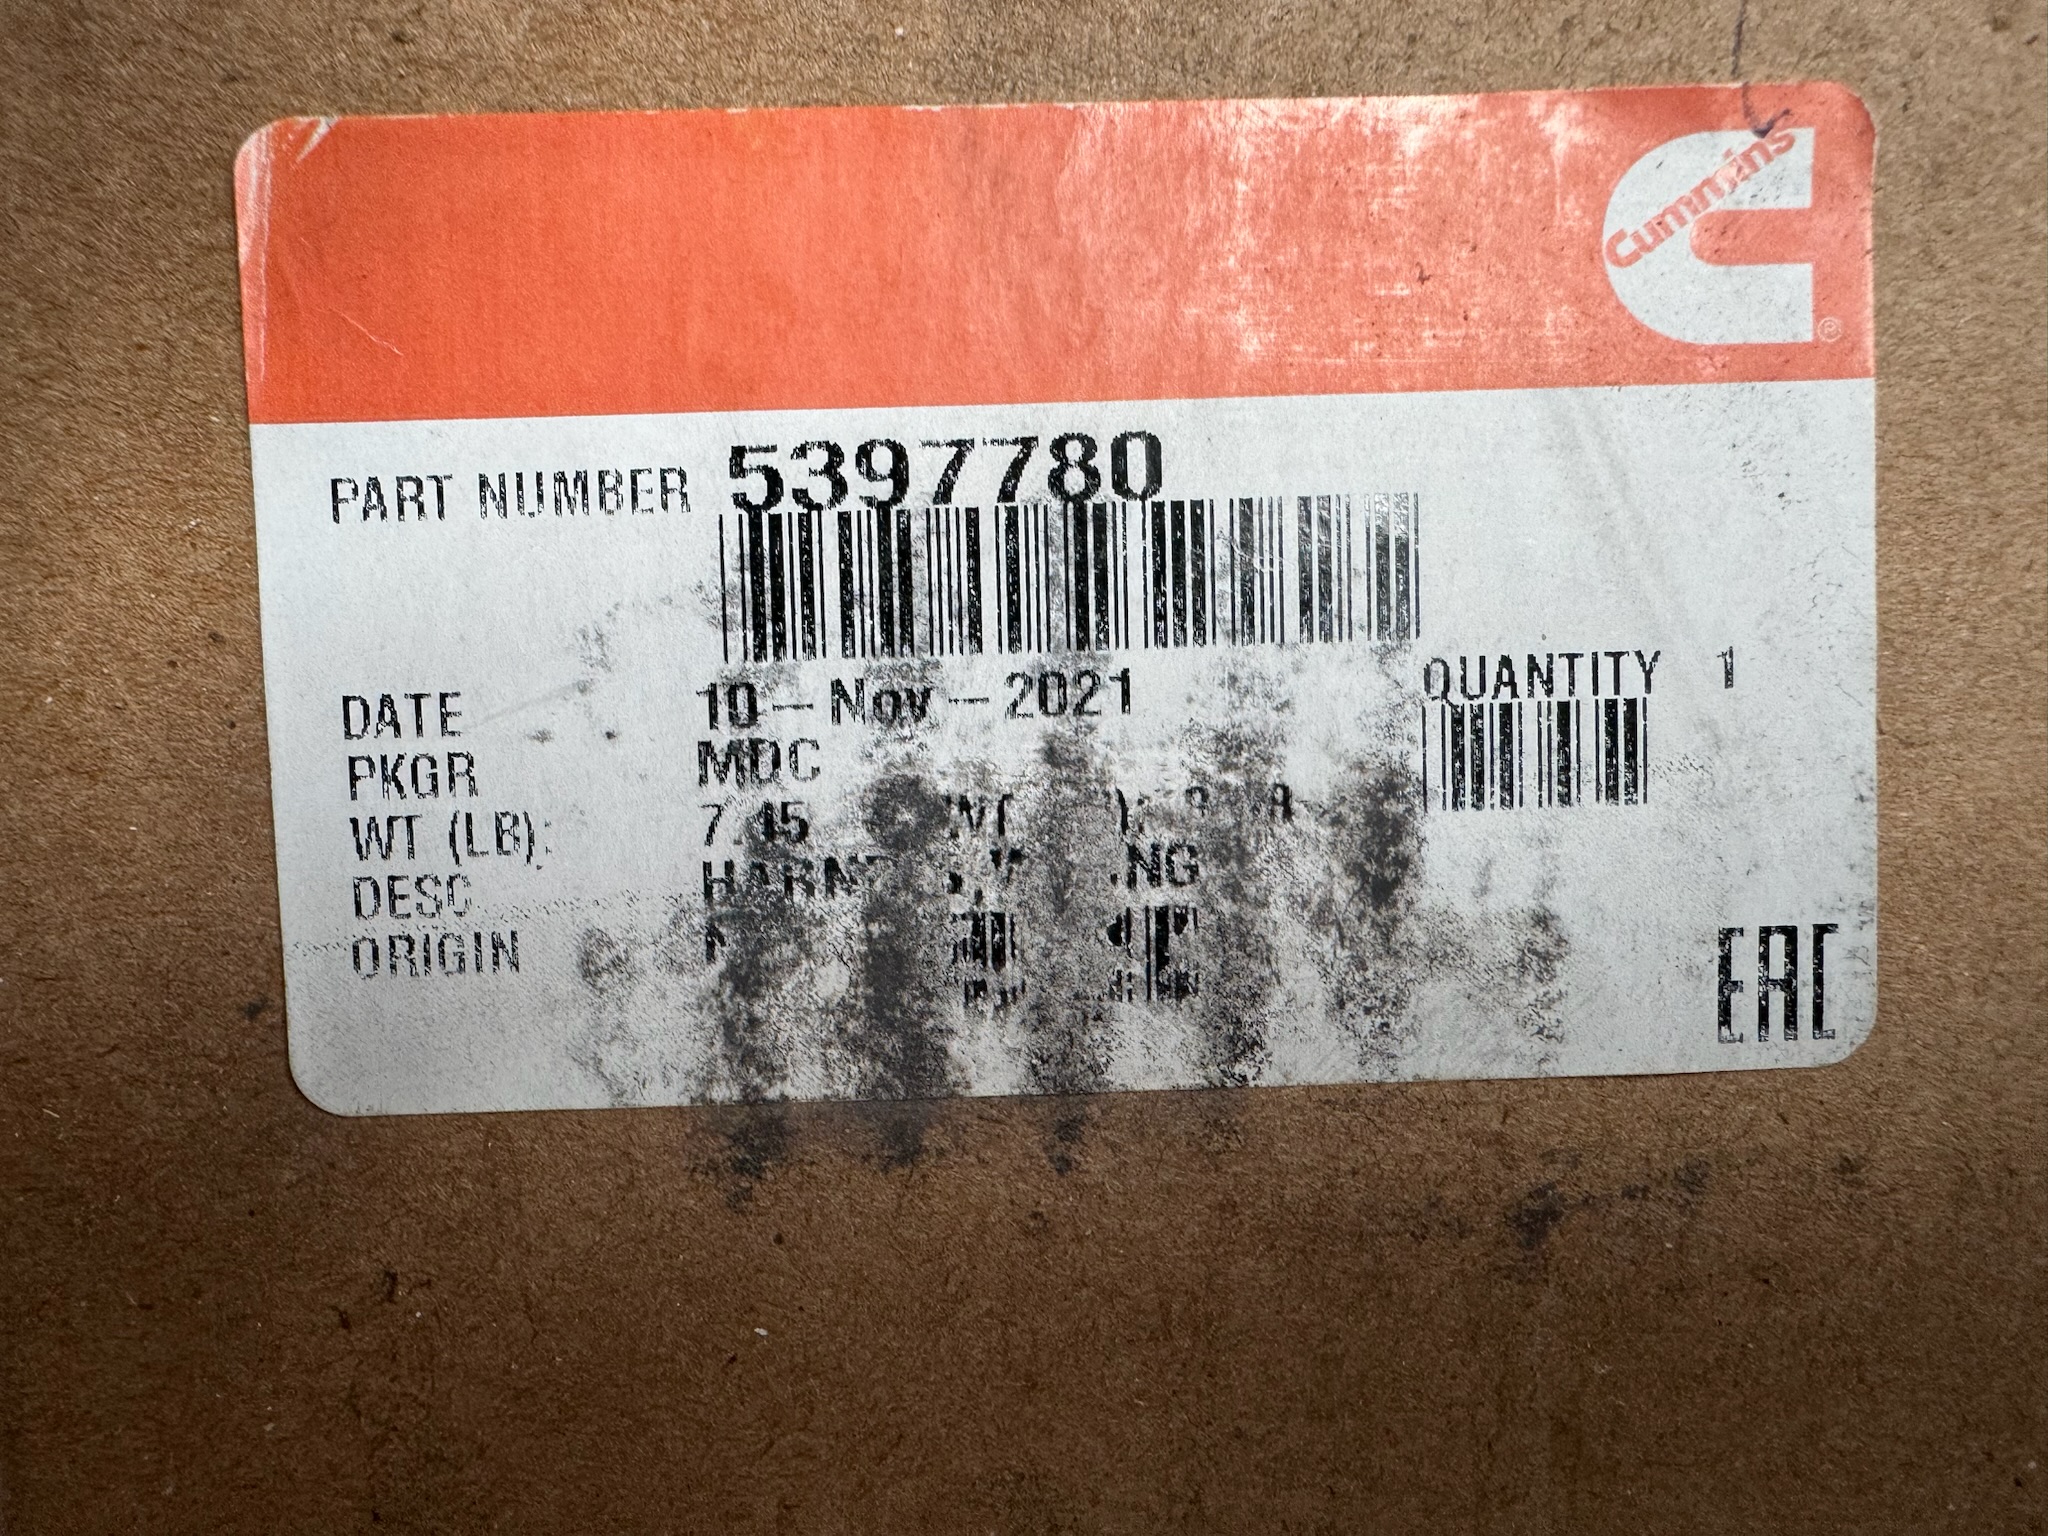 Cummins
®
PART NUMBER 5397780
DATE 10-Nov-2021
QUANTITY 1
PKGR MDC
WT (LB):
DESC
ORIGIN
EAC